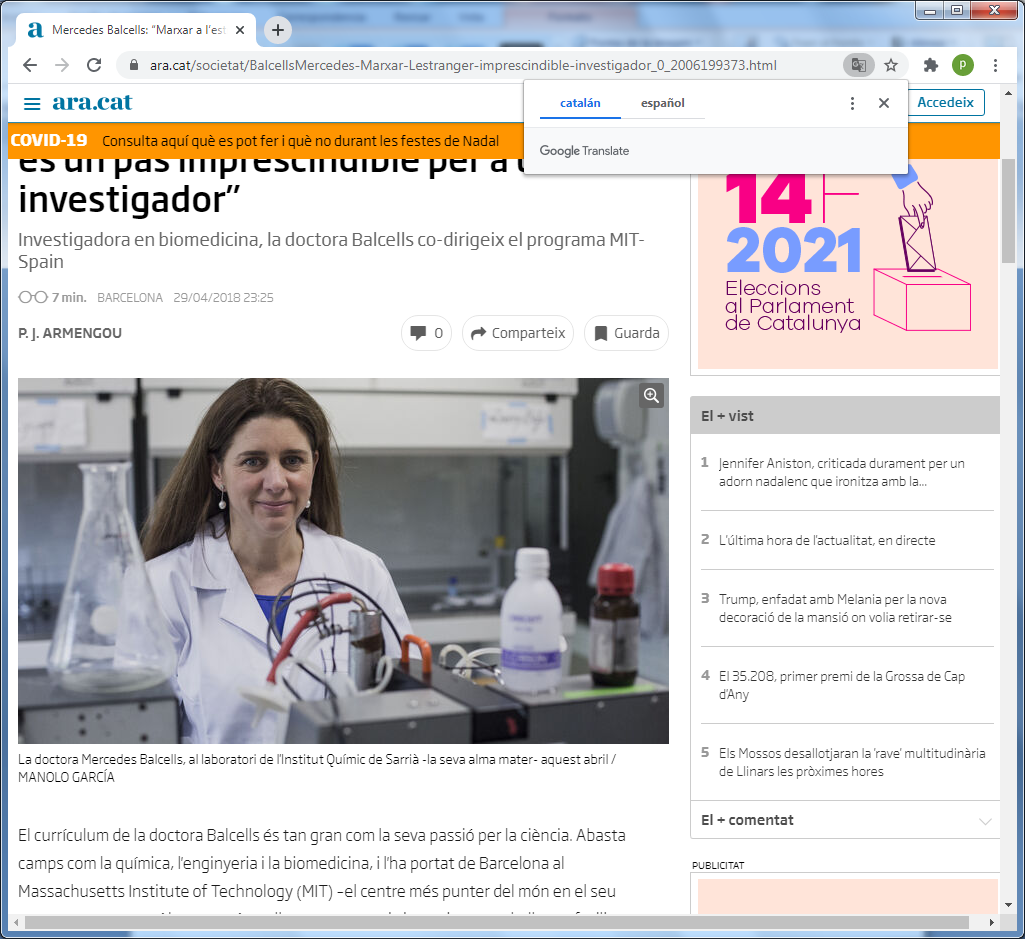 Mercedes Balcells: “Marxar a l'est
ara.cat/societat/BalcellsMercedes-Marxar-Lestranger-imprescindible-investigador_0_2006199373.html
P
ara.cat
catalán
español
Google Translate
Accedeix
COVID-19 Consulta aquí què es pot fer i què no durant les festes de Nadal
és un pas imprescindible per a
investigador”
Investigadora en biomedicina, la doctora Balcells co-dirigeix el programa MIT-
Spain
7 min. BARCELONA 29/04/2018 23:25
P. J. ARMENGOU
0
Comparteix
Guarda
La doctora Mercedes Balcells, al laboratori de l'Institut Químic de Sarrià -la seva alma mater- aquest abril /
MANOLO GARCÍA
El currículum de la doctora Balcells és tan gran com la seva passió per la ciència. Abasta
camps com la química, l'enginyeria i la biomedicina, i l'ha portat de Barcelona al
Massachusetts Institute of Technology (MIT) –el centre més punter del món en el seu
14
2021
Eleccions
al Parlament
de Catalunya
El + vist
1 Jennifer Aniston, criticada durament per un
adorn nadalenc que ironitza amb la...
2 L'última hora de l'actualitat, en directe
3 Trump, enfadat amb Melania per la nova
decoració de la mansió on volia retirar-se
4 El 35.208, primer premi de la Grossa de Cap
d'Any
5 Els Mossos desallotjaran la 'rave' multitudinària
de Llinars les pròximes hores
El + comentat
PUBLICITAT